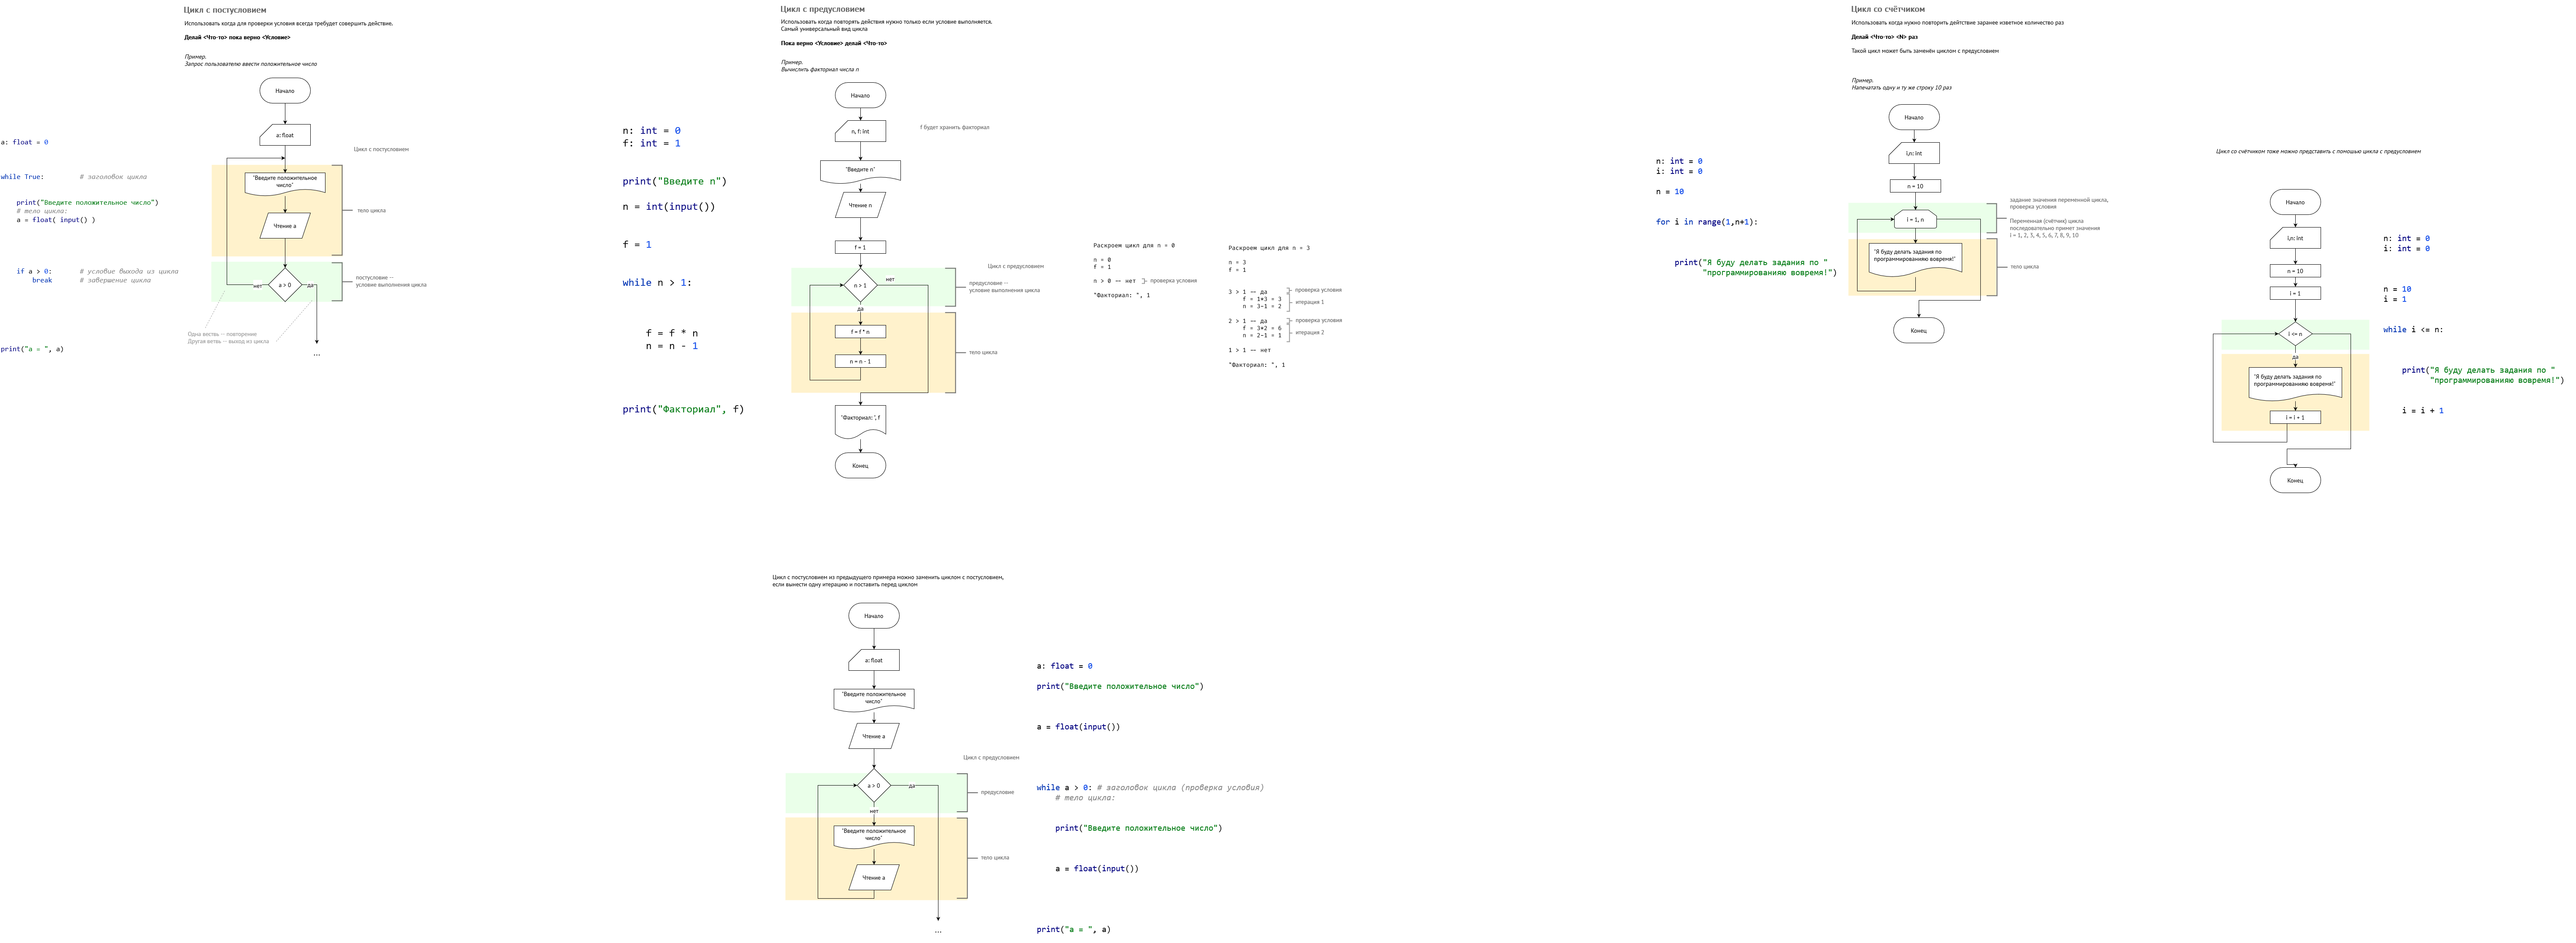 Цикл с постусловием
Использовать когда для проверки условия всегда требудет совершить действие.
Делай <Что-то> пока верно <Условие>
Пример.
Запрос пользователю ввести положительное число
Начало
a: float
Цикл с постусловием
"Введите положительное
число"
Чтение a
тело цикла
a > 0
нет
да
постусловие --
условие выполнения цикла
Одна вествь -- повторение
Другая ветвь -- выход из цикла
...
a: float = 0
while True: # заголовок цикла
print("Введите положительное число")
# тело цикла:
a = float( input() )
if a > 0: # условие выхода из цикла
break # завершение цикла
print("a = ", a)
Цикл с предусловием
Использовать когда повторять действия нужно только если условие выполняется.
Самый универсальный вид цикла
Пока верно <Условие> делай <Что-то>
Пример.
Вычислить факториал числа n
Начало
n, f: int
f будет хранить факториал
"Введите n"
Чтение n
f = 1
Цикл с предусловием
n > 1
нет
да
предусловие --
условие выполнения цикла
f = f * n
n = n - 1
тело цикла
"Факториал: ", f
Конец
n: int = 0
f: int = 1
print("Введите n")
n = int(input())
f = 1
while n > 1:
f = f * n
n = n - 1
print("Факториал", f)
Раскроем цикл для n = 0
n = 0
f = 1
n > 0 -- нет
проверка условия
"Факториал: ", 1
Раскроем цикл для n = 3
n = 3
f = 1
3 > 1 -- да
проверка условия
f = 1*3 = 3
n = 3-1 = 2
итерация 1
2 > 1 -- да
проверка условия
f = 3*2 = 6
n = 2-1 = 1
итерация 2
1 > 1 -- нет
"Факториал: ", 1
Цикл с постусловием из предыдущего примера можно заменить циклом с постусловием,
если вынести одну итерацию и поставить перед циклом
Начало
a: float
"Введите положительное
число"
Чтение a
Цикл с предусловием
a > 0
да
нет
предусловие
"Введите положительное
число"
Чтение a
тело цикла
...
a: float = 0
print("Введите положительное число")
a = float(input())
while a > 0: # заголовок цикла (проверка условия)
# тело цикла:
print("Введите положительное число")
a = float(input())
print("a = ", a)
Цикл со счётчиком
Использовать когда нужно повторить дейтствие заранее изветное количество раз
Делай <Что-то> <N> раз
Такой цикл может быть заменён циклом с предусловием
Пример.
Напечатать одну и ту же строку 10 раз
Начало
i,n: int
n = 10
i = 1, n
задание значения переменной цикла,
проверка условия
Переменная (счётчик) цикла
последовательно примет значения
i = 1, 2, 3, 4, 5, 6, 7, 8, 9, 10
"Я буду делать задания по
программированияю вовремя!"
тело цикла
Конец
n: int = 0
i: int = 0
n = 10
for i in range(1,n+1):
print("Я буду делать задания по "
"программированияю вовремя!")
Цикл со счётчиком тоже можно представить с помошью цикла с предусловием
Начало
i,n: int
n = 10
i = 1
i <= n
да
"Я буду делать задания по
программированияю вовремя!"
i = i + 1
Конец
n: int = 0
i: int = 0
n = 10
i = 1
while i <= n:
print("Я буду делать задания по "
"программированияю вовремя!")
i = i + 1